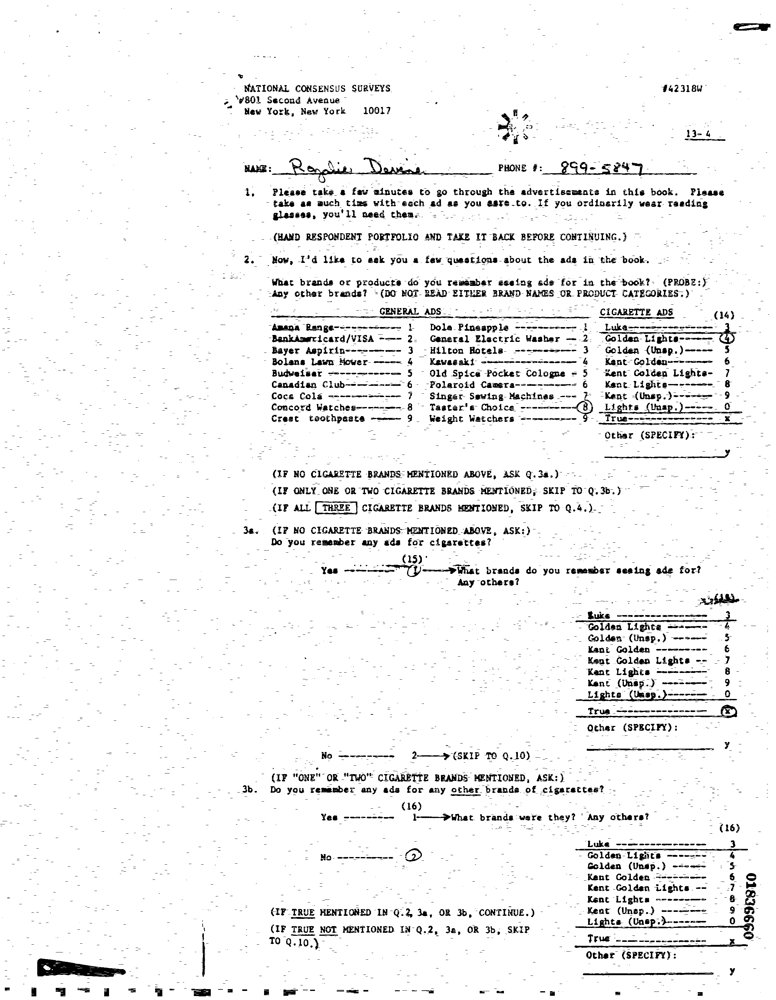 NATIONAL CONSENSUS SURVEYS #42318W
#801 Second Avenue
New York, New York 10017
13- 4
NAME: Rozalie Devine PHONE #: 899-5847
1. Please take a few minutes to go through the advertisements in this book. Please
take as much time with each ad as you care to. If you ordinarily wear reading
glasses, you'll need them.
(HAND RESPONDENT PORTFOLIO AND TAKE IT BACK BEFORE CONTINUING.)
2. Now, I'd like to ask you a few questions about the ads in the book.
What brands or products do you remember seeing ads for in the book? (PROBE:)
Any other brands? (DO NOT READ EITHER BRAND NAMES OR PRODUCT CATEGORIES.)
GENERAL ADS CIGARETTE ADS (14)
Amana Range----------- 1 Dole Pineapple ----------- 1 Luke--------------- 3
BankAmericard/VISA ---- 2 General Electric Washer -- 2 Golden Lights------ 4
Bayer Aspirin---------- 3 Hilton Hotels ----------- 3 Golden (Unsp.)----- 5
Bolens Lawn Mower ----- 4 Kawasaki ----------------- 4 Kent Golden-------- 6
Budweiser ------------- 5 Old Spice Pocket Cologne - 5 Kent Golden Lights- 7
Canadian Club---------- 6 Polaroid Camera----------- 6 Kent Lights-------- 8
Coca Cola ------------- 7 Singer Sewing Machines --- 7 Kent (Unsp.)------- 9
Concord Watches-------- 8 Taster's Choice ---------- 8 Lights (Unsp.)----- 0
Crest toothpaste ----- 9 Weight Watchers ---------- 9 True--------------- x
Other (SPECIFY):
y
(IF NO CIGARETTE BRANDS MENTIONED ABOVE, ASK Q.3a.)
(IF ONLY ONE OR TWO CIGARETTE BRANDS MENTIONED, SKIP TO Q.3b.)
(IF ALL THREE CIGARETTE BRANDS MENTIONED, SKIP TO Q.4.)
3a. (IF NO CIGARETTE BRANDS MENTIONED ABOVE, ASK:)
Do you remember any ads for cigarettes?
(15)
Yes --------- 1 What brands do you remember seeing ads for?
Any others?
Luke --------------- 3
Golden Lights ------- 4
Golden (Unsp.) ------ 5
Kent Golden --------- 6
Kent Golden Lights -- 7
Kent Lights --------- 8
Kent (Unsp.) -------- 9
Lights (Unsp.)------- 0
True --------------- x
Other (SPECIFY):
y
No --------- 2 (SKIP TO Q.10)
(IF "ONE" OR "TWO" CIGARETTE BRANDS MENTIONED, ASK:)
3b. Do you remember any ads for any other brands of cigarettes?
(16)
Yes --------- 1 What brands were they? Any others?
(16)
Luke --------------- 3
No ---------- 2 Golden Lights ------- 4
Golden (Unsp.) ------ 5
Kent Golden --------- 6
Kent Golden Lights -- 7
Kent Lights --------- 8
(IF TRUE MENTIONED IN Q.2, 3a, OR 3b, CONTINUE.) Kent (Unsp.) -------- 9
Lights (Unsp.)------- 0
(IF TRUE NOT MENTIONED IN Q.2, 3a, OR 3b, SKIP
TO Q.10.) True --------------- x
Other (SPECIFY):
y
01836660